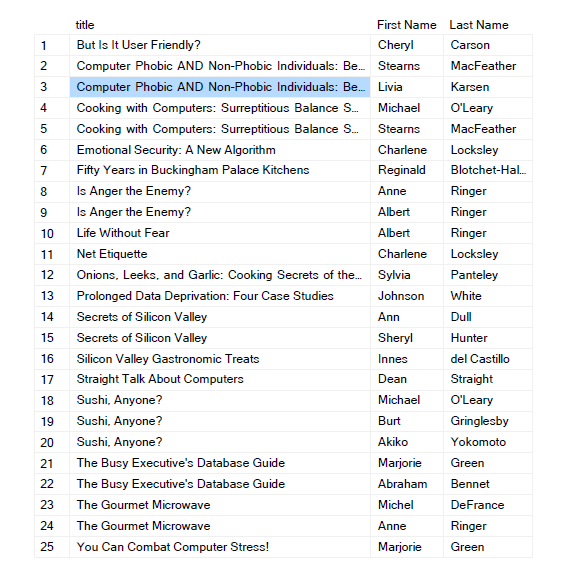 title First Name Last Name
1 But Is It User Friendly? Cheryl Carson
2 Computer Phobic AND Non-Phobic Individuals: Be... Stearns MacFeather
3 Computer Phobic AND Non-Phobic Individuals: Be... Livia Karsen
4 Cooking with Computers: Surreptitious Balance S... Michael O'Leary
5 Cooking with Computers: Surreptitious Balance S... Stearns MacFeather
6 Emotional Security: A New Algorithm Charlene Locksley
7 Fifty Years in Buckingham Palace Kitchens Reginald Blotchet-Hal...
8 Is Anger the Enemy? Anne Ringer
9 Is Anger the Enemy? Albert Ringer
10 Life Without Fear Albert Ringer
11 Net Etiquette Charlene Locksley
12 Onions, Leeks, and Garlic: Cooking Secrets of the... Sylvia Panteley
13 Prolonged Data Deprivation: Four Case Studies Johnson White
14 Secrets of Silicon Valley Ann Dull
15 Secrets of Silicon Valley Sheryl Hunter
16 Silicon Valley Gastronomic Treats Innes del Castillo
17 Straight Talk About Computers Dean Straight
18 Sushi, Anyone? Michael O'Leary
19 Sushi, Anyone? Burt Gringlesby
20 Sushi, Anyone? Akiko Yokomoto
21 The Busy Executive's Database Guide Marjorie Green
22 The Busy Executive's Database Guide Abraham Bennet
23 The Gourmet Microwave Michel DeFrance
24 The Gourmet Microwave Anne Ringer
25 You Can Combat Computer Stress! Marjorie Green